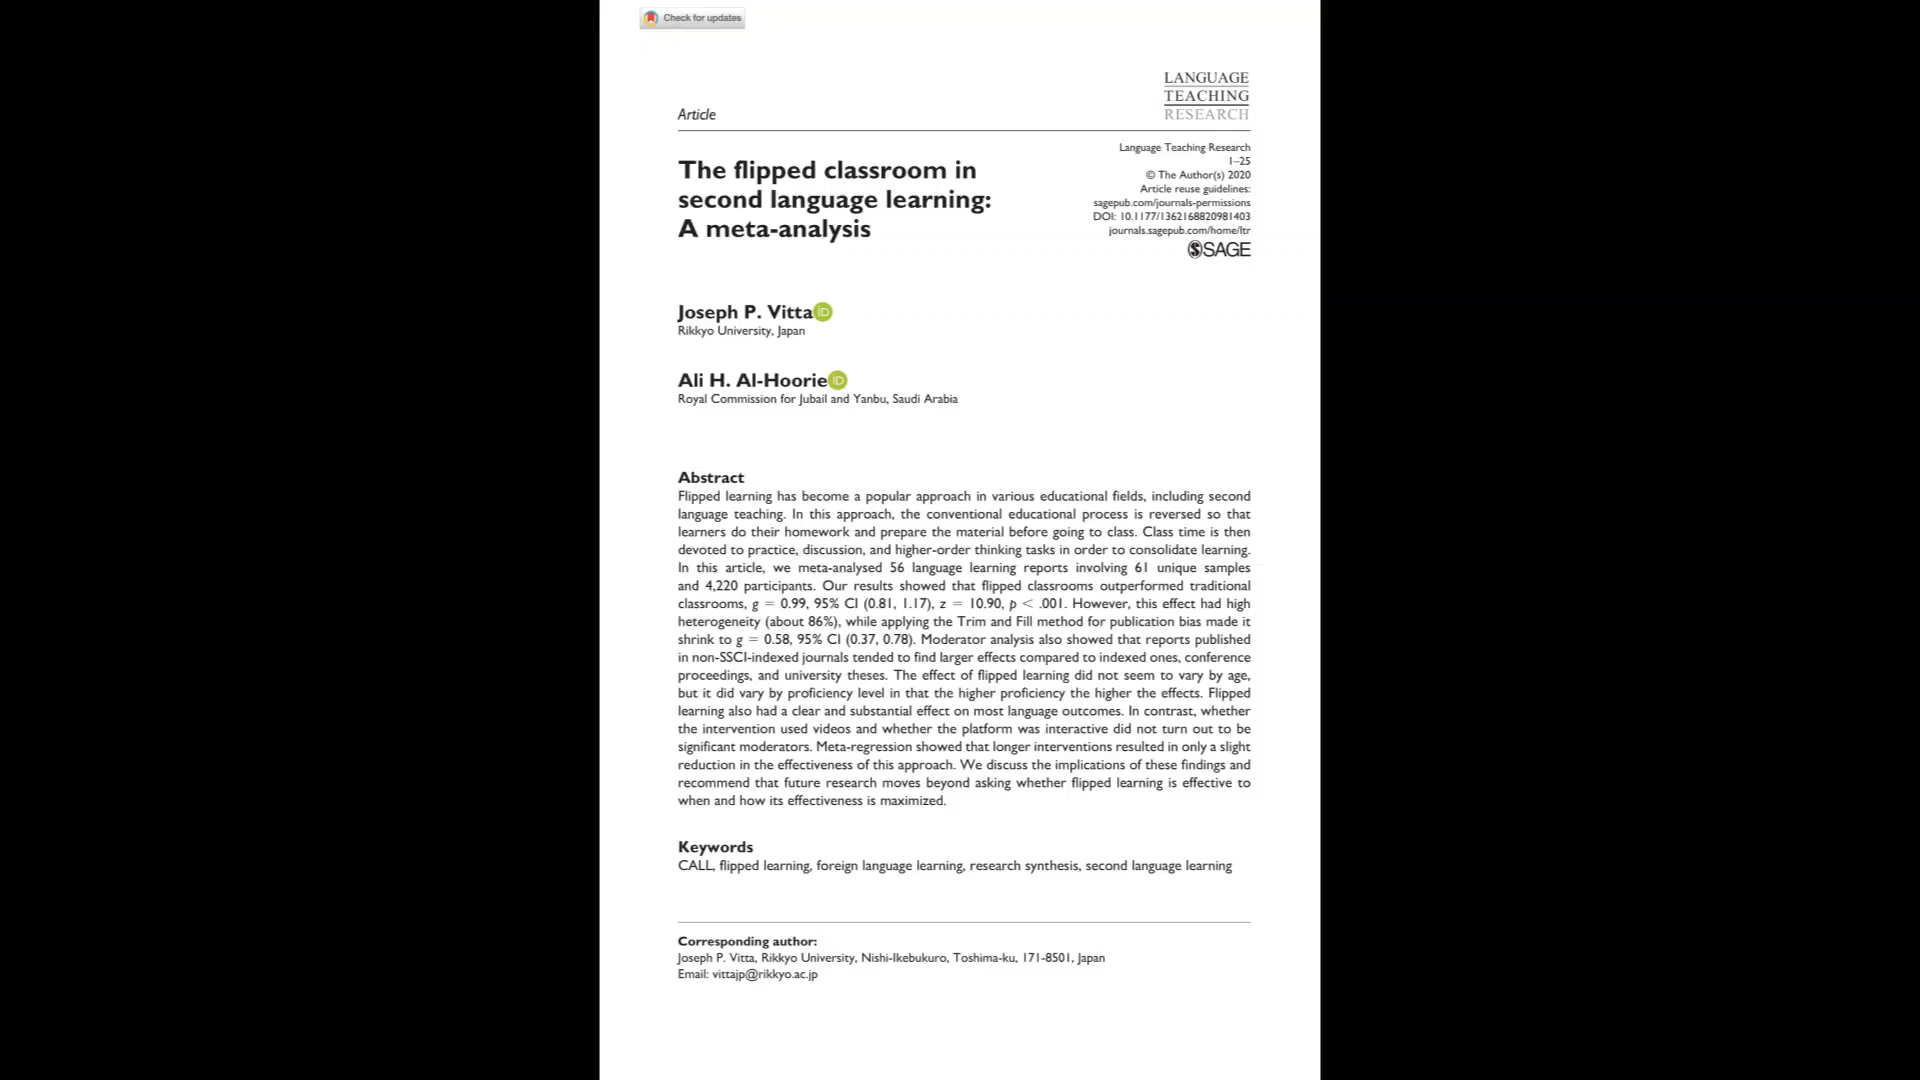 Check for updates
LANGUAGE
TEACHING
RESEARCH
Article
Language Teaching Research
1–25
© The Author(s) 2020
Article reuse guidelines:
sagepub.com/journals-permissions
DOI: 10.1177/1362168820981403
journals.sagepub.com/home/ltr
SAGE
The flipped classroom in
second language learning:
A meta-analysis
Joseph P. Vitta iD
Rikkyo University, Japan
Ali H. Al-Hoorie iD
Royal Commission for Jubail and Yanbu, Saudi Arabia
Abstract
Flipped learning has become a popular approach in various educational fields, including second
language teaching. In this approach, the conventional educational process is reversed so that
learners do their homework and prepare the material before going to class. Class time is then
devoted to practice, discussion, and higher-order thinking tasks in order to consolidate learning.
In this article, we meta-analysed 56 language learning reports involving 61 unique samples
and 4,220 participants. Our results showed that flipped classrooms outperformed traditional
classrooms, g = 0.99, 95% CI (0.81, 1.17), z = 10.90, p < .001. However, this effect had high
heterogeneity (about 86%), while applying the Trim and Fill method for publication bias made it
shrink to g = 0.58, 95% CI (0.37, 0.78). Moderator analysis also showed that reports published
in non-SSCI-indexed journals tended to find larger effects compared to indexed ones, conference
proceedings, and university theses. The effect of flipped learning did not seem to vary by age,
but it did vary by proficiency level in that the higher proficiency the higher the effects. Flipped
learning also had a clear and substantial effect on most language outcomes. In contrast, whether
the intervention used videos and whether the platform was interactive did not turn out to be
significant moderators. Meta-regression showed that longer interventions resulted in only a slight
reduction in the effectiveness of this approach. We discuss the implications of these findings and
recommend that future research moves beyond asking whether flipped learning is effective to
when and how its effectiveness is maximized.
Keywords
CALL, flipped learning, foreign language learning, research synthesis, second language learning
Corresponding author:
Joseph P. Vitta, Rikkyo University, Nishi-Ikebukuro, Toshima-ku, 171-8501, Japan
Email: vittajp@rikkyo.ac.jp